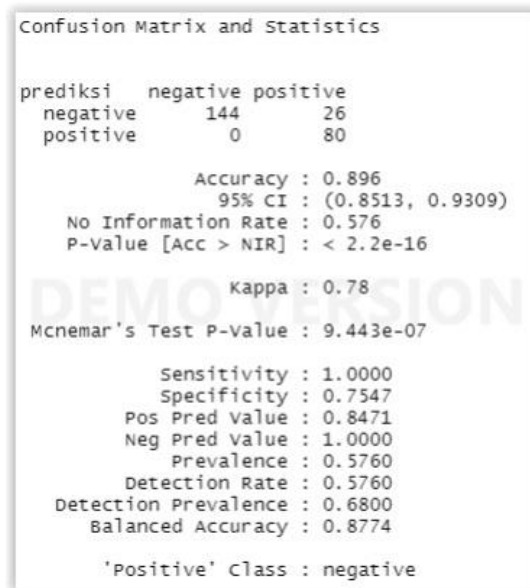 Confusion Matrix and Statistics
prediksi negative positive
negative 144 26
positive 0 80
Accuracy : 0.896
95% CI : (0.8513, 0.9309)
No Information Rate : 0.576
P-Value [Acc > NIR] : < 2.2e-16
DEMO VERSION
Kappa : 0.78
Mcnemar's Test P-Value : 9.443e-07
Sensitivity : 1.0000
Specificity : 0.7547
Pos Pred Value : 0.8471
Neg Pred Value : 1.0000
Prevalence : 0.5760
Detection Rate : 0.5760
Detection Prevalence : 0.6800
Balanced Accuracy : 0.8774
'Positive' Class : negative